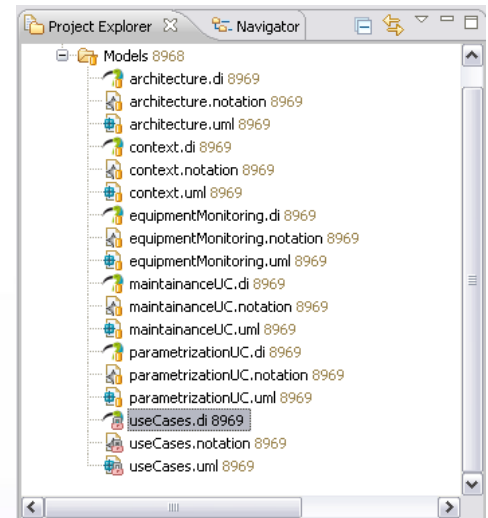 Project Explorer Navigator
Models 8968
architecture.di 8969
architecture.notation 8969
architecture.uml 8969
context.di 8969
context.notation 8969
context.uml 8969
equipmentMonitoring.di 8969
equipmentMonitoring.notation 8969
equipmentMonitoring.uml 8969
maintainanceUC.di 8969
maintainanceUC.notation 8969
maintainanceUC.uml 8969
parametrizationUC.di 8969
parametrizationUC.notation 8969
parametrizationUC.uml 8969
useCases.di 8969
useCases.notation 8969
useCases.uml 8969